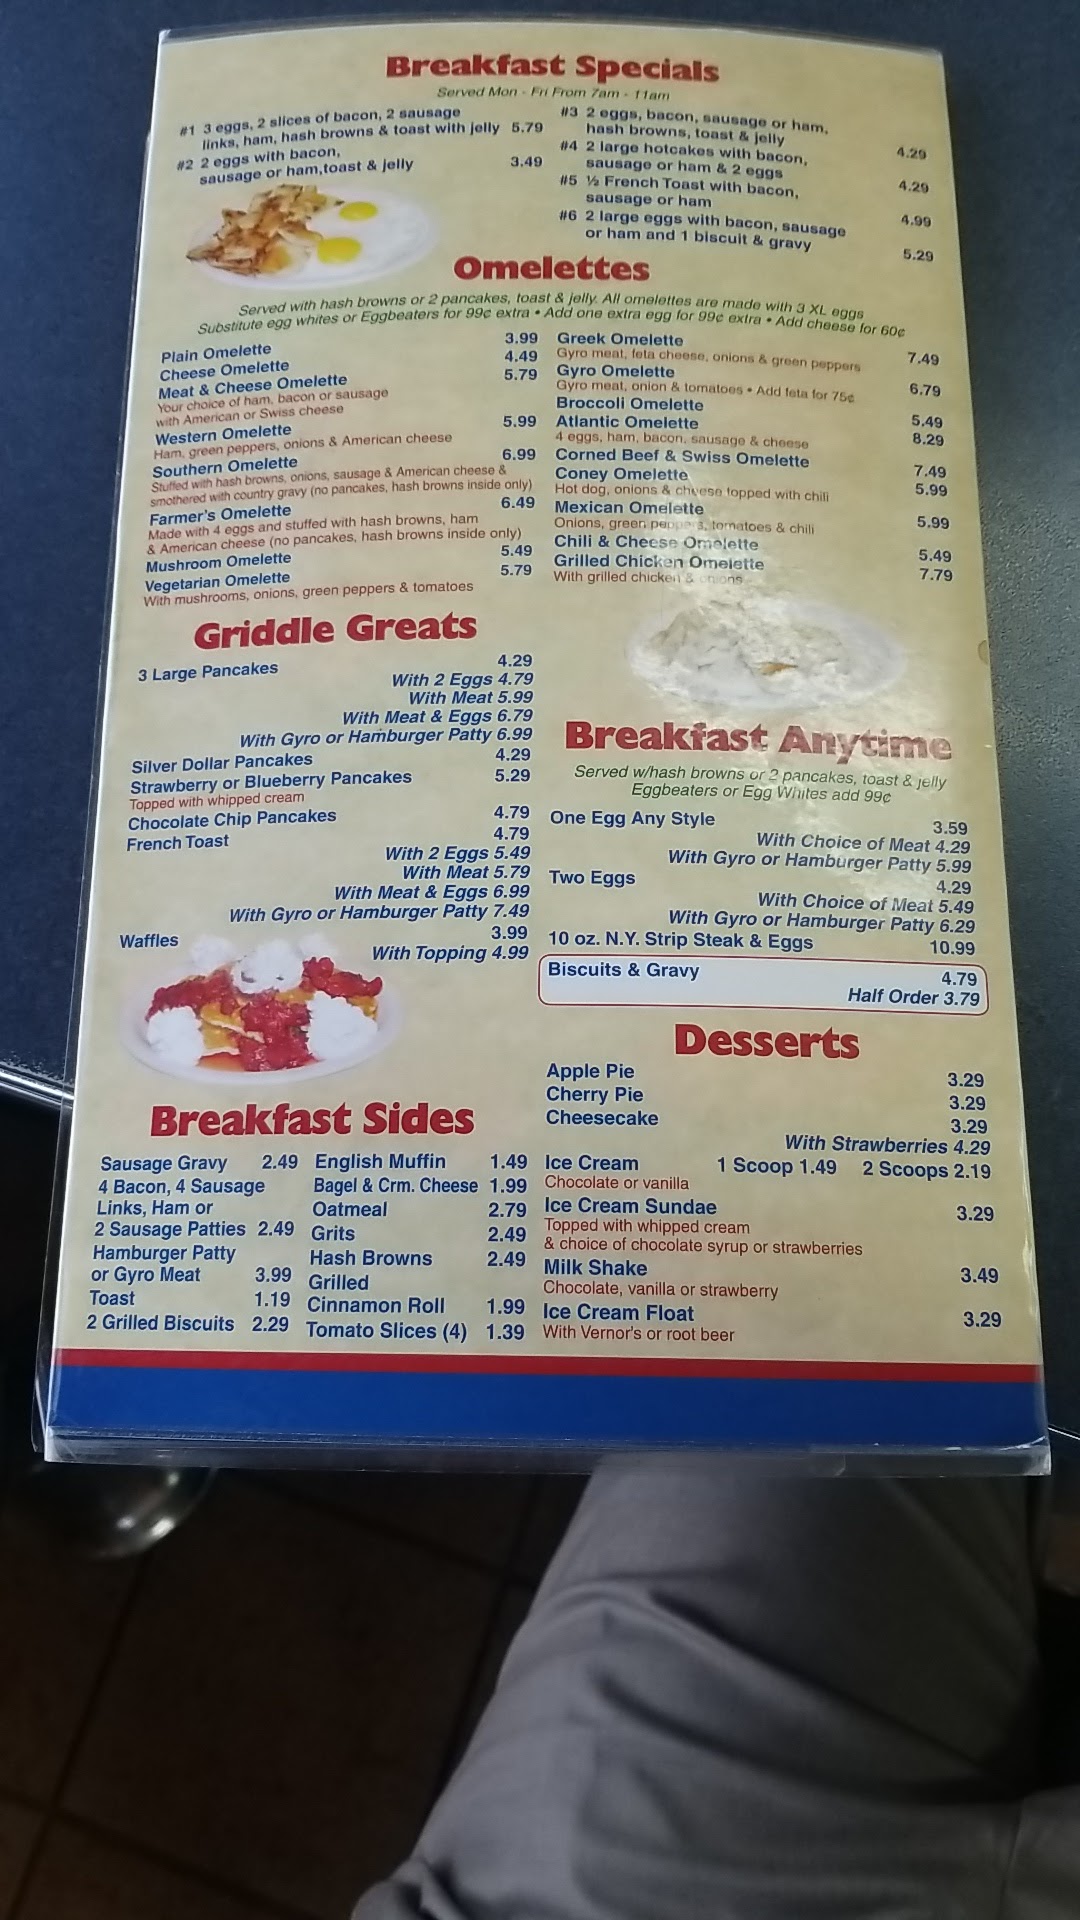 Breakfast Specials
Served Mon - Fri From 7am - 11am
#1 3 eggs, 2 slices of bacon, 2 sausage
links, ham, hash browns & toast with jelly 5.79
#2 2 eggs with bacon,
sausage or ham,toast & jelly 3.49
#3 2 eggs, bacon, sausage or ham,
hash browns, toast & jelly 4.29
#4 2 large hotcakes with bacon,
sausage or ham & 2 eggs 4.29
#5 ½ French Toast with bacon,
sausage or ham 4.99
#6 2 large eggs with bacon, sausage
or ham and 1 biscuit & gravy 5.29
Omelettes
Served with hash browns or 2 pancakes, toast & jelly. All omelettes are made with 3 XL eggs
Substitute egg whites or Eggbeaters for 99¢ extra • Add one extra egg for 99¢ extra • Add cheese for 60¢
Plain Omelette 3.99
Cheese Omelette 4.49
Meat & Cheese Omelette 5.79
Your choice of ham, bacon or sausage
with American or Swiss cheese
Western Omelette 5.99
Ham, green peppers, onions & American cheese
Southern Omelette 6.99
Stuffed with hash browns, onions, sausage & American cheese &
smothered with country gravy (no pancakes, hash browns inside only)
Farmer's Omelette 6.49
Made with 4 eggs and stuffed with hash browns, ham
& American cheese (no pancakes, hash browns inside only)
Mushroom Omelette 5.49
Vegetarian Omelette 5.79
With mushrooms, onions, green peppers & tomatoes
Greek Omelette 7.49
Gyro meat, feta cheese, onions & green peppers
Gyro Omelette 6.79
Gyro meat, onion & tomatoes • Add feta for 75¢
Broccoli Omelette 5.49
Atlantic Omelette 8.29
4 eggs, ham, bacon, sausage & cheese
Corned Beef & Swiss Omelette 7.49
Coney Omelette 5.99
Hot dog, onions & cheese topped with chili
Mexican Omelette 5.99
Onions, green peppers, tomatoes & chili
Chili & Cheese Omelette 5.49
Grilled Chicken Omelette 7.79
With grilled chicken & onions
Griddle Greats
3 Large Pancakes 4.29
With 2 Eggs 4.79
With Meat 5.99
With Meat & Eggs 6.79
With Gyro or Hamburger Patty 6.99
Silver Dollar Pancakes 4.29
Strawberry or Blueberry Pancakes 5.29
Topped with whipped cream
Chocolate Chip Pancakes 4.79
French Toast 4.79
With 2 Eggs 5.49
With Meat 5.79
With Meat & Eggs 6.99
With Gyro or Hamburger Patty 7.49
Waffles 3.99
With Topping 4.99
Breakfast Anytime
Served w/hash browns or 2 pancakes, toast & jelly
Eggbeaters or Egg Whites add 99¢
One Egg Any Style 3.59
With Choice of Meat 4.29
With Gyro or Hamburger Patty 5.99
Two Eggs 4.29
With Choice of Meat 5.49
With Gyro or Hamburger Patty 6.29
10 oz. N.Y. Strip Steak & Eggs 10.99
Biscuits & Gravy 4.79
Half Order 3.79
Breakfast Sides
Sausage Gravy 2.49
4 Bacon, 4 Sausage
Links, Ham or
2 Sausage Patties 2.49
Hamburger Patty
or Gyro Meat 3.99
Toast 1.19
2 Grilled Biscuits 2.29
English Muffin 1.49
Bagel & Crm. Cheese 1.99
Oatmeal 2.79
Grits 2.49
Hash Browns 2.49
Grilled
Cinnamon Roll 1.99
Tomato Slices (4) 1.39
Desserts
Apple Pie 3.29
Cherry Pie 3.29
Cheesecake 3.29
With Strawberries 4.29
Ice Cream 1 Scoop 1.49 2 Scoops 2.19
Chocolate or vanilla
Ice Cream Sundae 3.29
Topped with whipped cream
& choice of chocolate syrup or strawberries
Milk Shake 3.49
Chocolate, vanilla or strawberry
Ice Cream Float 3.29
With Vernor's or root beer